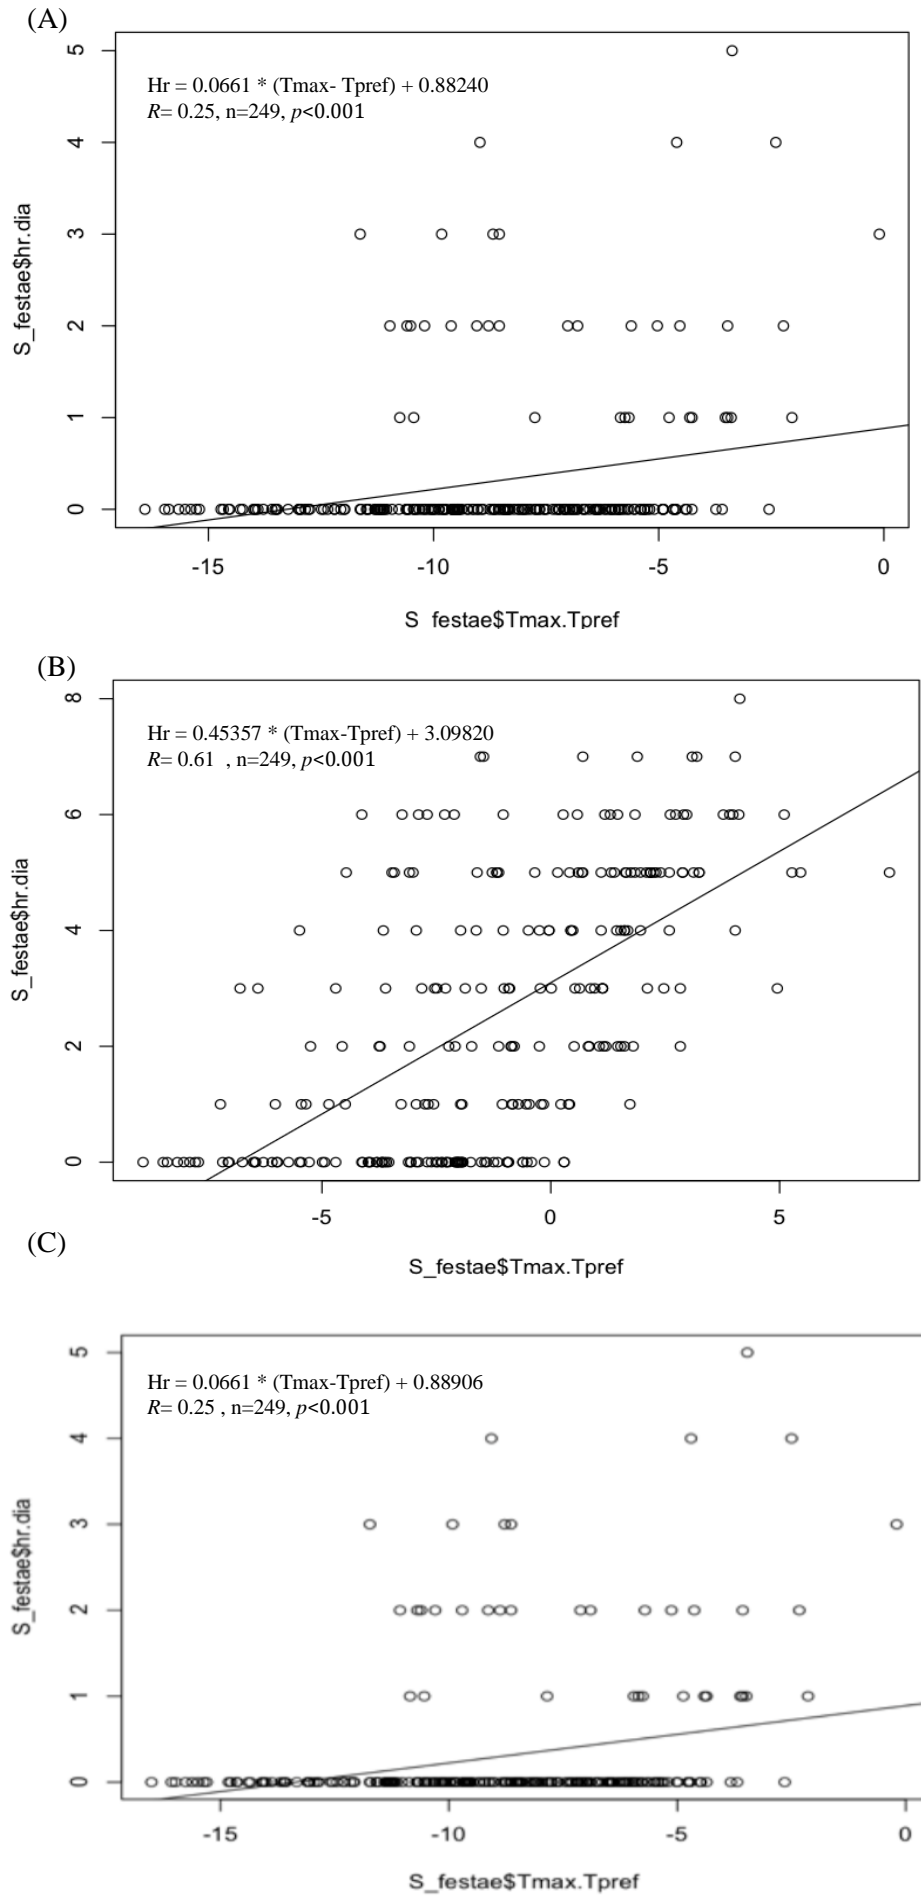 (A)
Hr = 0.0661 * (Tmax- Tpref) + 0.88240
R= 0.25, n=249, p<0.001
S_festae$hr.dia
5
4
3
2
1
0
-15 -10 -5 0
S_festae$Tmax.Tpref
(B)
Hr = 0.45357 * (Tmax-Tpref) + 3.09820
R= 0.61 , n=249, p<0.001
S_festae$hr.dia
8
6
4
2
0
-5 0 5
S_festae$Tmax.Tpref
(C)
Hr = 0.0661 * (Tmax-Tpref) + 0.88906
R= 0.25 , n=249, p<0.001
S_festae$hr.dia
5
4
3
2
1
0
-15 -10 -5 0
S_festae$Tmax.Tpref